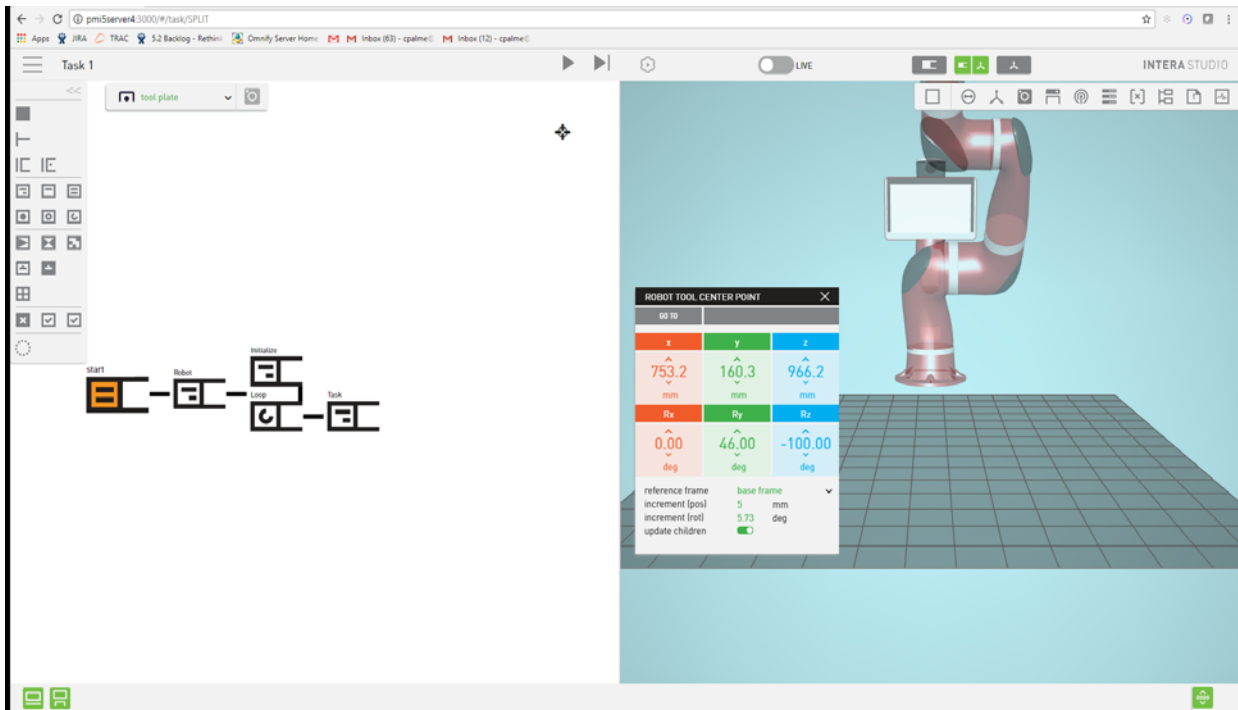 pmi5server4:3000/#/task/SPLIT
Apps JIRA TRAC 5.2 Backlog - Rethin Omnify Server Home Inbox (63) - cpalme Inbox (12) - cpalme
Task 1
LIVE
INTERA STUDIO
<<
tool plate
ROBOT TOOL CENTER POINT
GO TO
x y z
753.2 160.3 966.2
mm mm mm
Rx Ry Rz
0.00 46.00 -100.00
deg deg deg
reference frame base frame
increment (pos) 5 mm
increment (rot) 5.73 deg
update children
Initialize
start Robot
Loop Task